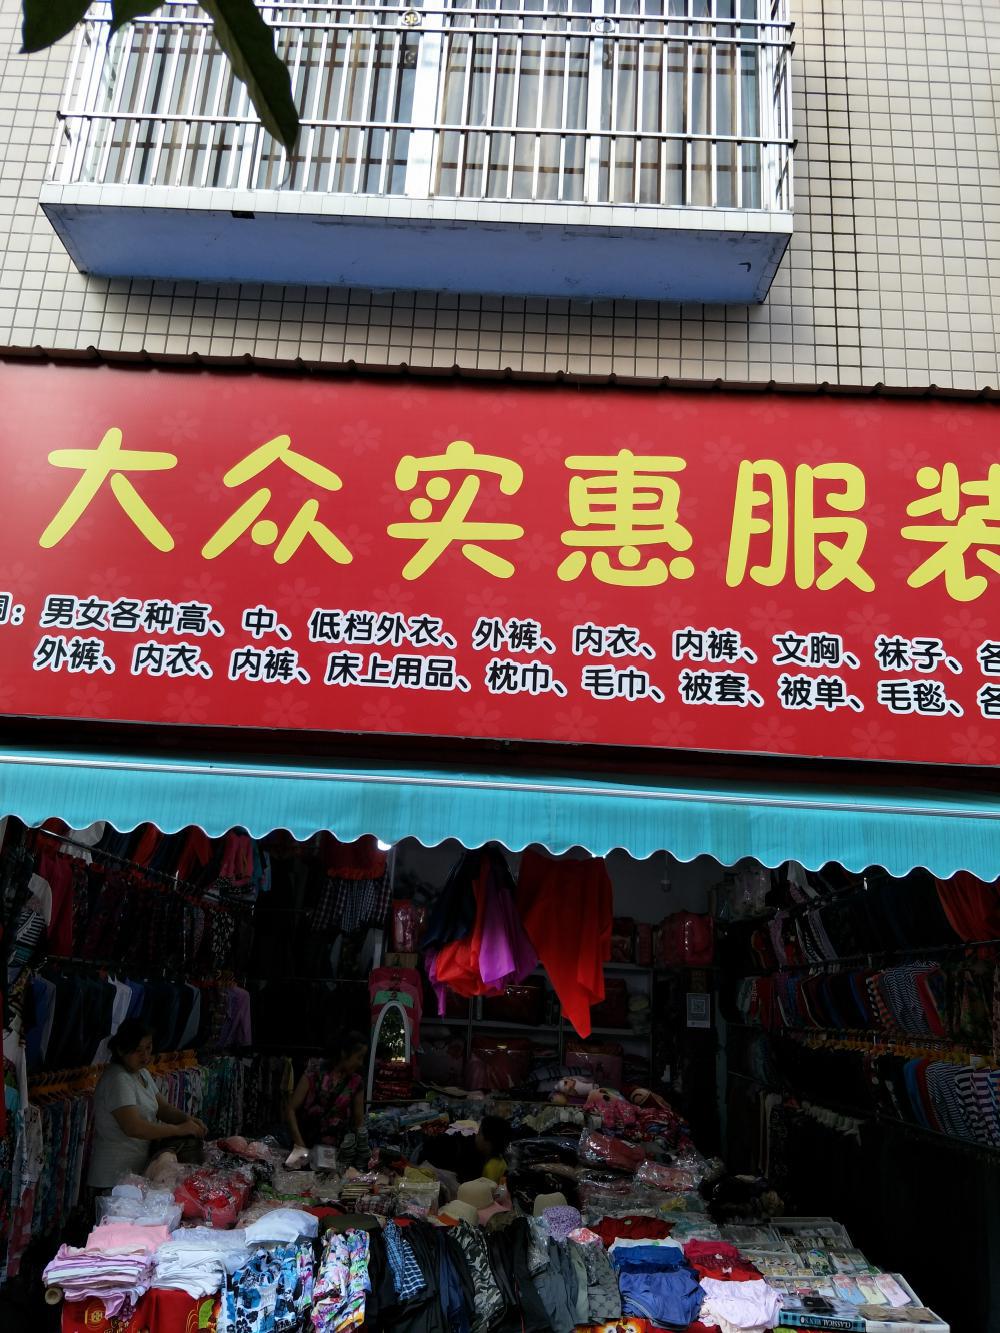 大众实惠服装
：男女各种高、中、低档外衣、外裤、内衣、内裤、文胸、袜子、各
外裤、内衣、内裤、床上用品、枕巾、毛巾、被套、被单、毛毯、各